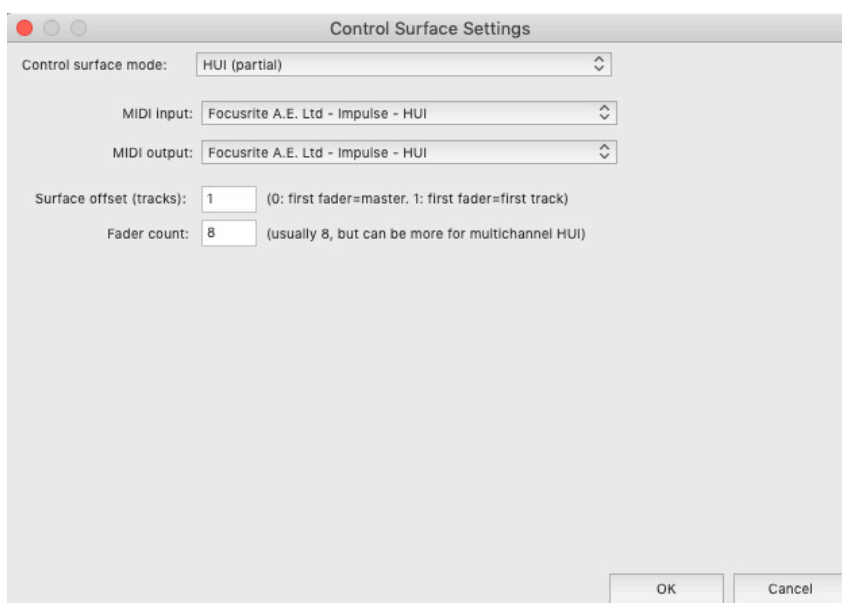 Control Surface Settings
Control surface mode: HUI (partial)
MIDI input: Focusrite A.E. Ltd - Impulse - HUI
MIDI output: Focusrite A.E. Ltd - Impulse - HUI
Surface offset (tracks): 1 (0: first fader=master. 1: first fader=first track)
Fader count: 8 (usually 8, but can be more for multichannel HUI)
OK Cancel